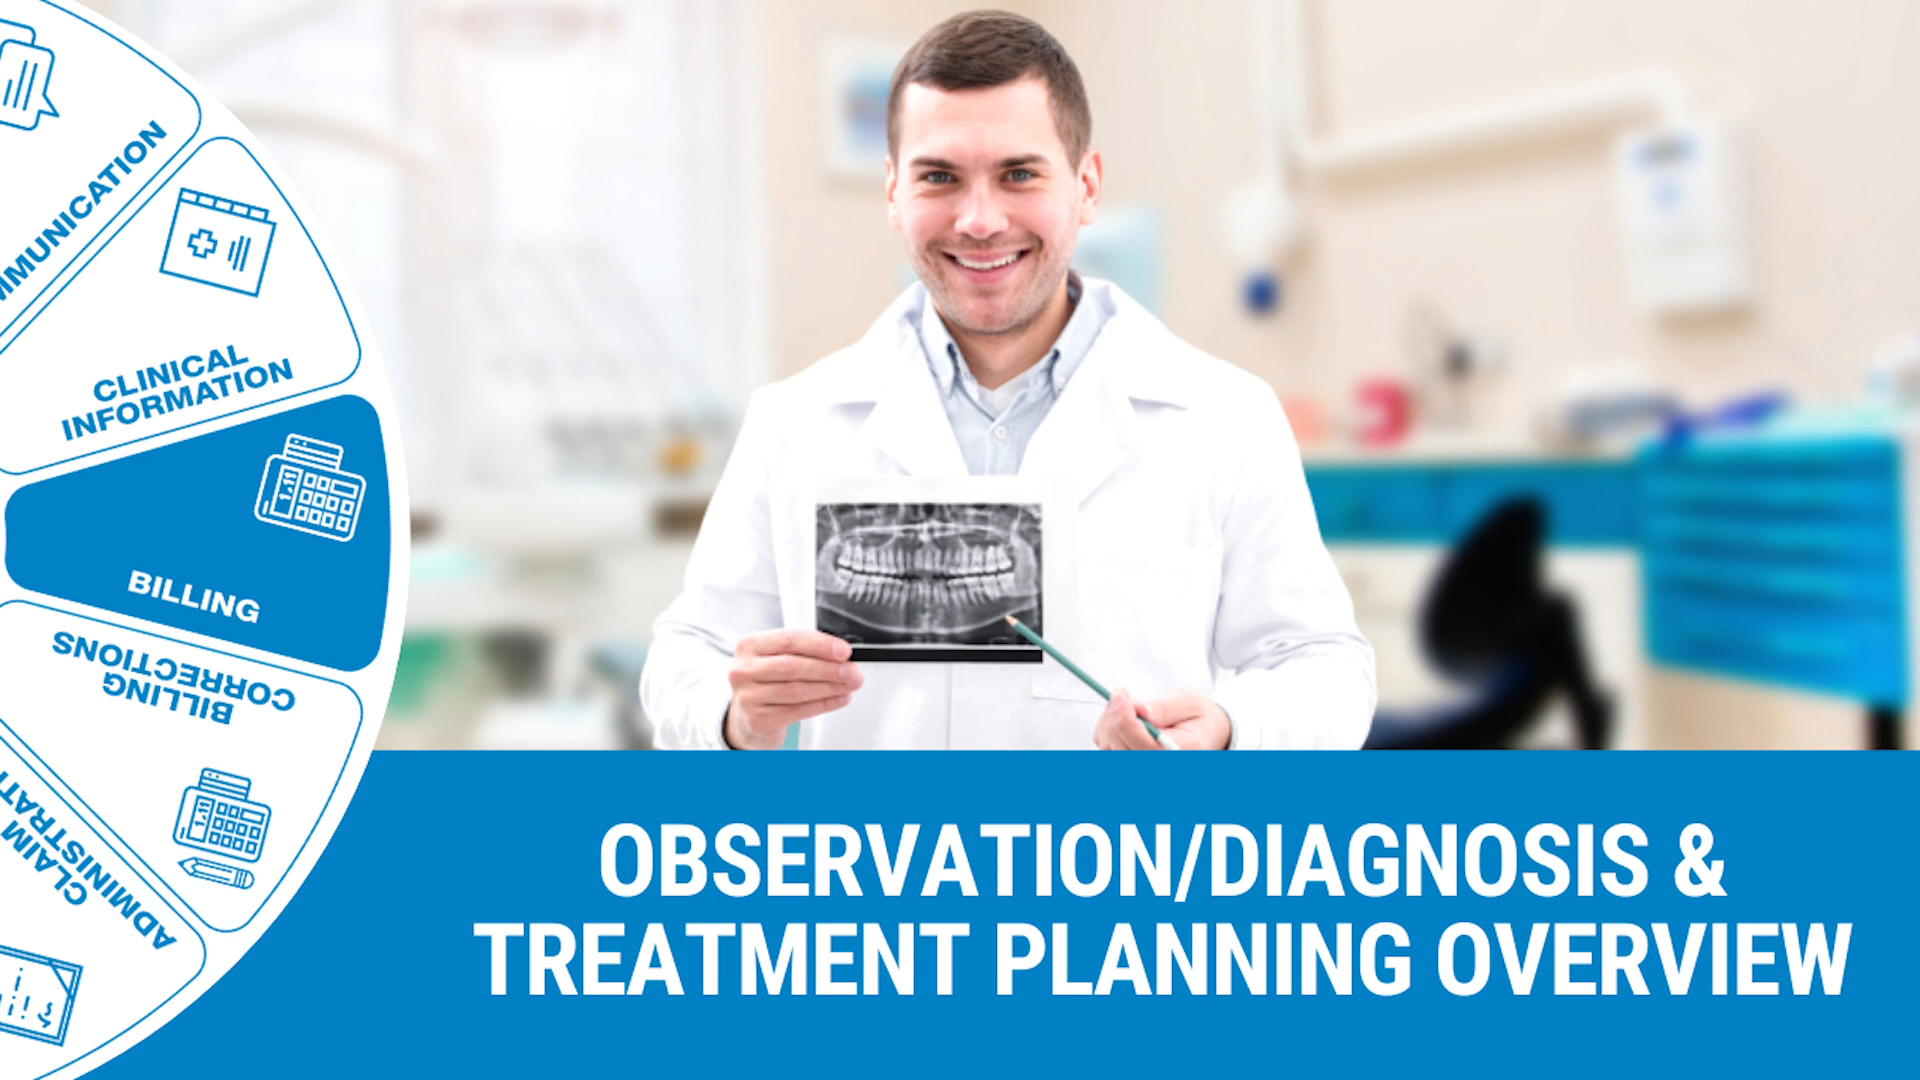 MMUNICATION
CLINICAL
INFORMATION
BILLING
BILLING
CORRECTIONS
CLAIM
ADMINISTRATI
OBSERVATION/DIAGNOSIS &
TREATMENT PLANNING OVERVIEW